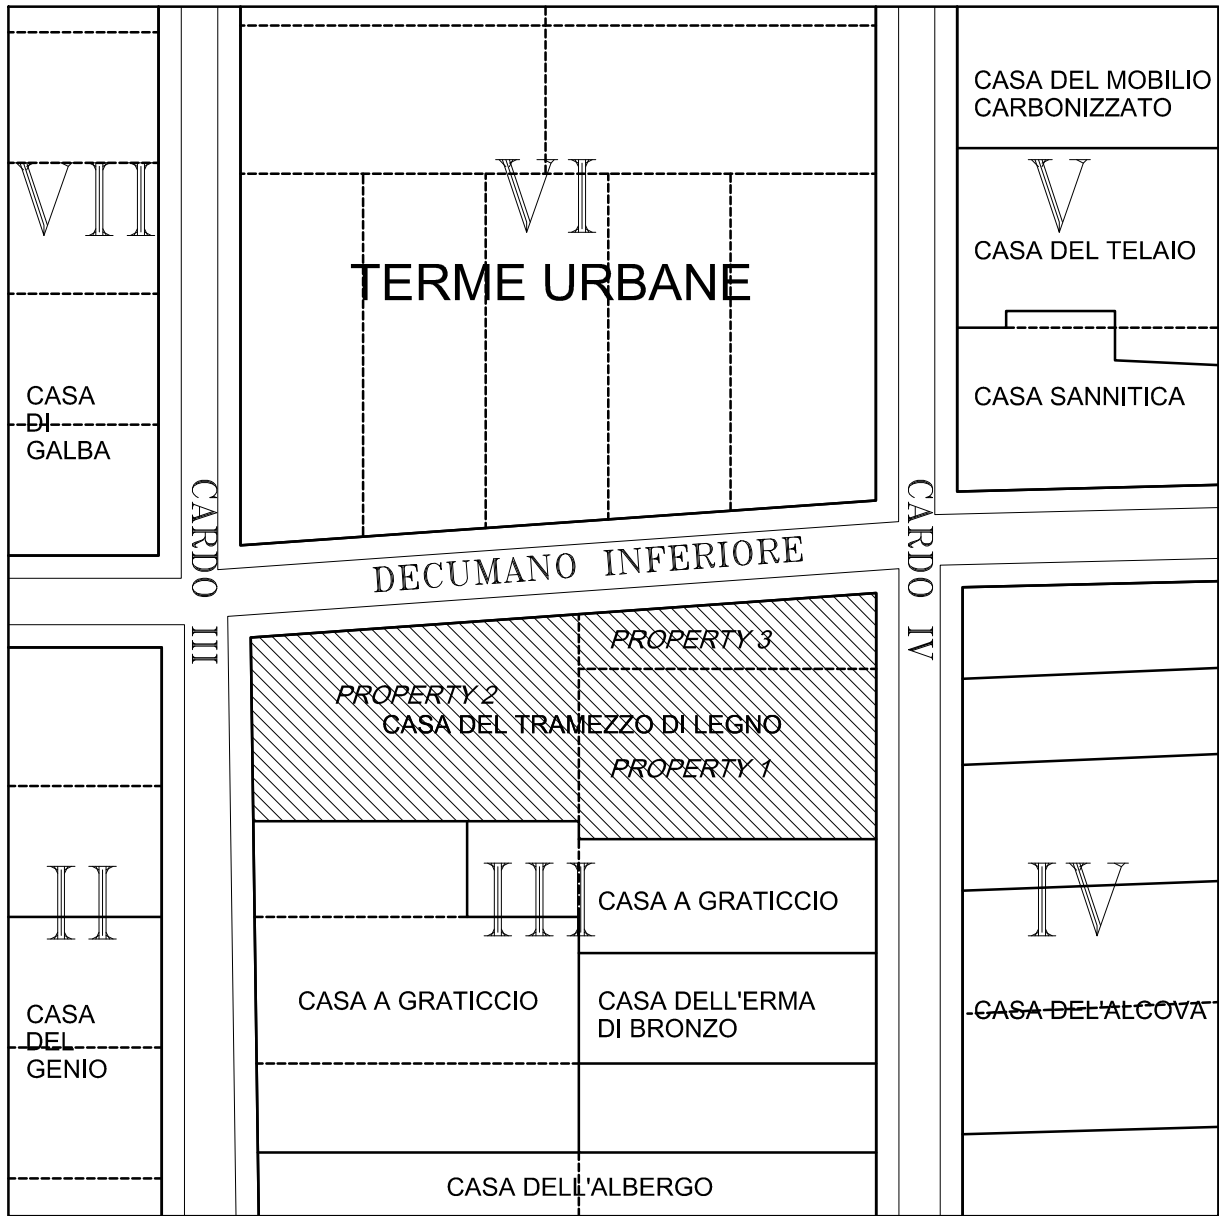 CASA DEL MOBILIO
CARBONIZZATO
VII
VI
V
CASA DEL TELAIO
TERME URBANE
CASA
DI
GALBA
CASA SANNITICA
CARDO III
CARDO IV
DECUMANO INFERIORE
PROPERTY 3
PROPERTY 2
CASA DEL TRAMEZZO DI LEGNO
PROPERTY 1
II
III
IV
CASA A GRATICCIO
CASA A GRATICCIO
CASA DELL'ERMA
DI BRONZO
CASA
DEL
GENIO
CASA DEL'ALCOVA
CASA DELL'ALBERGO